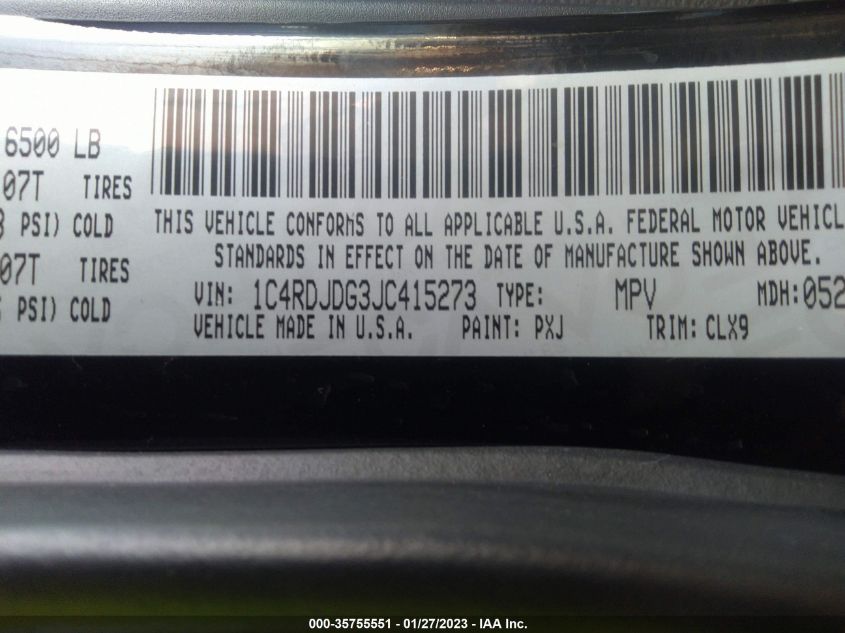 6500 LB
07T TIRES
PSI) COLD
07T TIRES
PSI) COLD
THIS VEHICLE CONFORMS TO ALL APPLICABLE U.S.A. FEDERAL MOTOR VEHICL
STANDARDS IN EFFECT ON THE DATE OF MANUFACTURE SHOWN ABOVE.
VIN: 1C4RDJDG3JC415273 TYPE: MPV MDH:052
VEHICLE MADE IN U.S.A. PAINT: PXJ TRIM: CLX9
000-35755551 - 01/27/2023 - IAA Inc.